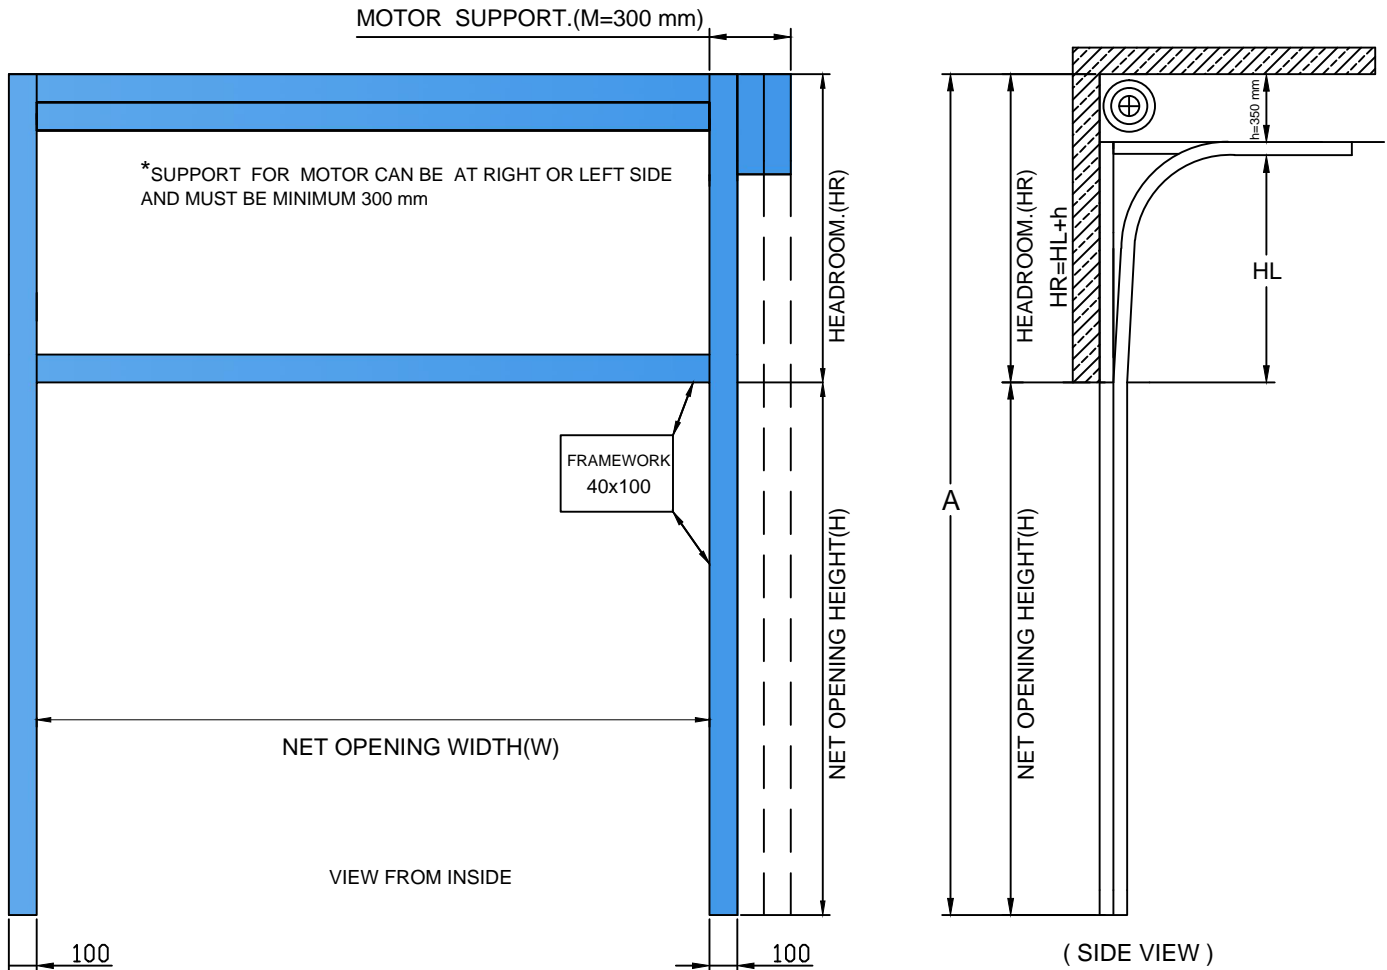 MOTOR SUPPORT.(M=300 mm)
*SUPPORT FOR MOTOR CAN BE AT RIGHT OR LEFT SIDE
AND MUST BE MINIMUM 300 mm
FRAMEWORK
40x100
NET OPENING WIDTH(W)
VIEW FROM INSIDE
100
100
HEADROOM.(HR)
NET OPENING HEIGHT(H)
A
HEADROOM.(HR)
HR=HL+h
NET OPENING HEIGHT(H)
h=350 mm
HL
( SIDE VIEW )